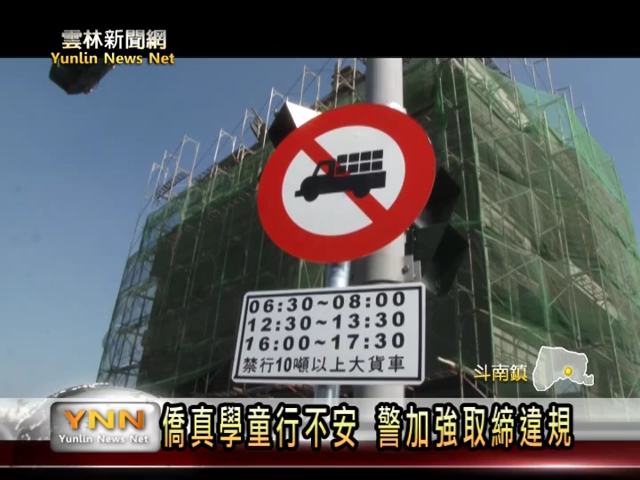 雲林新聞網
Yunlin News Net
06:30~08:00
12:30~13:30
16:00~17:30
禁行10噸以上大貨車
斗南鎮
YNN
Yunlin News Net
僑真學童行不安 警加強取締違規